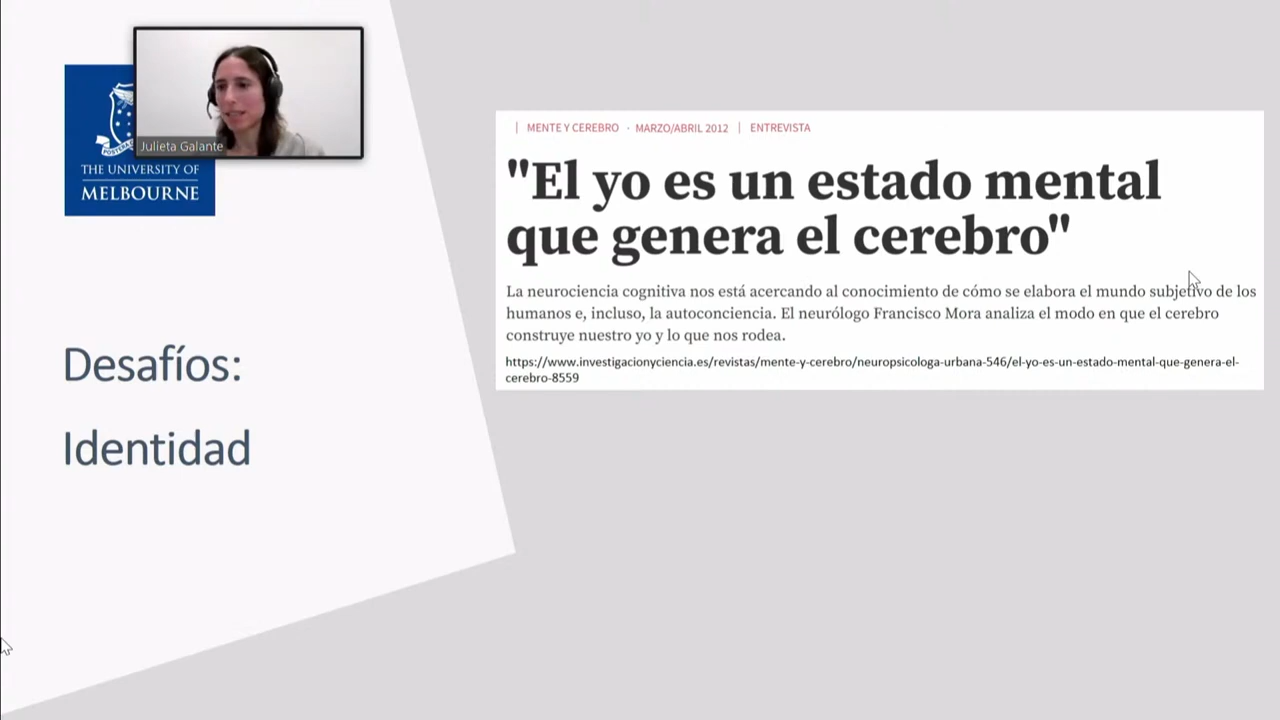 Julieta Galante
THE UNIVERSITY OF
MELBOURNE
Desafíos:
Identidad
| MENTE Y CEREBRO · MARZO/ABRIL 2012 | ENTREVISTA
"El yo es un estado mental
que genera el cerebro"
La neurociencia cognitiva nos está acercando al conocimiento de cómo se elabora el mundo subjetivo de los
humanos e, incluso, la autoconciencia. El neurólogo Francisco Mora analiza el modo en que el cerebro
construye nuestro yo y lo que nos rodea.
https://www.investigacionyciencia.es/revistas/mente-y-cerebro/neuropsicologa-urbana-546/el-yo-es-un-estado-mental-que-genera-el-
cerebro-8559